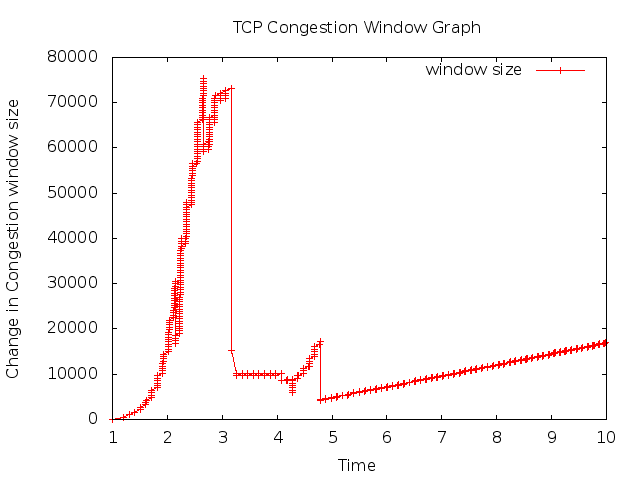 TCP Congestion Window Graph
window size
Change in Congestion window size
80000
70000
60000
50000
40000
30000
20000
10000
0
1 2 3 4 5 6 7 8 9 10
Time